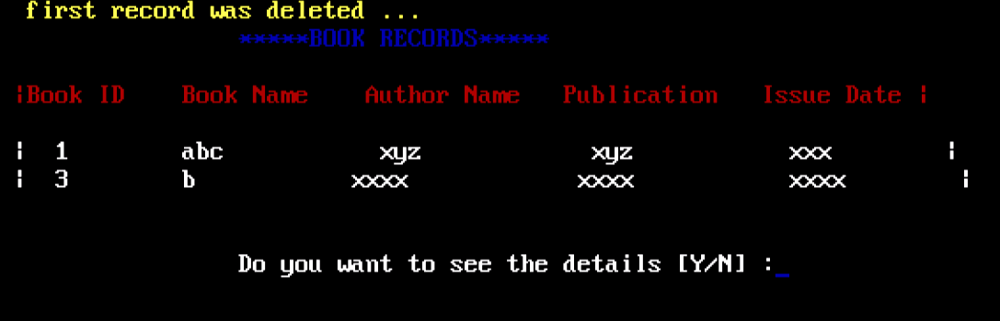 first record was deleted ...
*****BOOK RECORDS*****
|Book ID Book Name Author Name Publication Issue Date |
| 1 abc xyz xyz xxx |
| 3 b xxxx xxxx xxxx |
Do you want to see the details [Y/N] :_